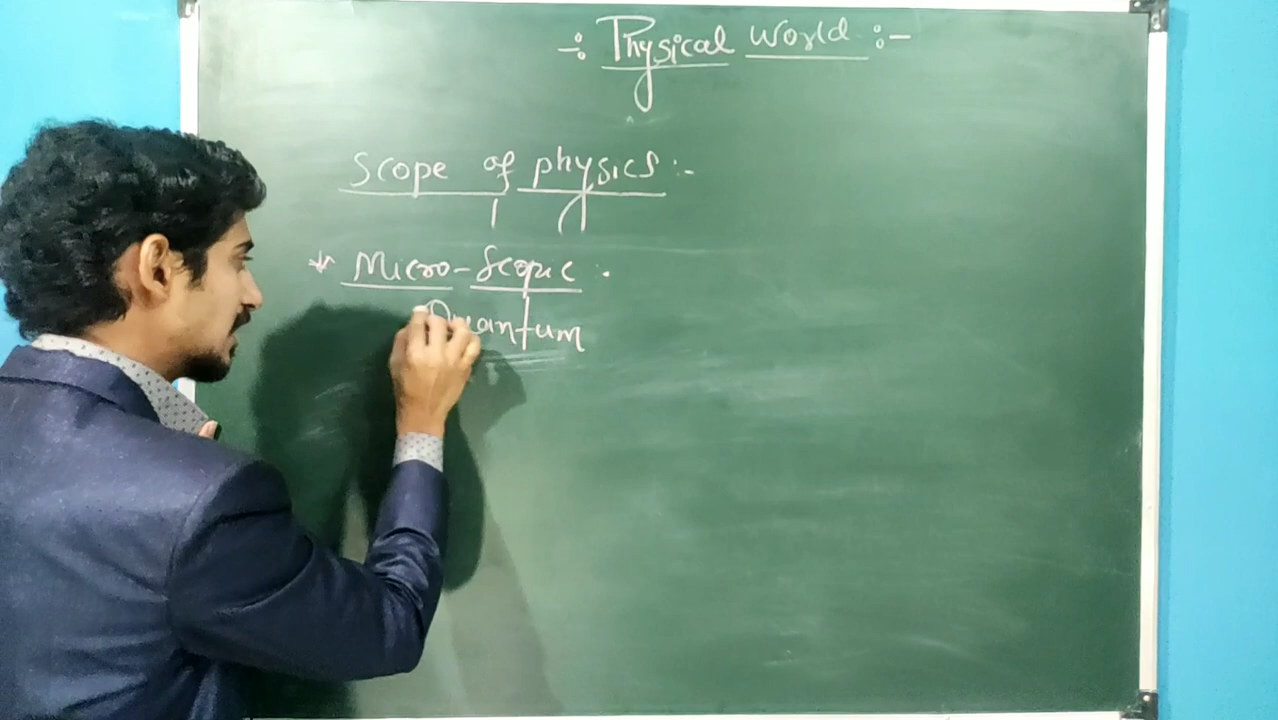 -: Physical World :-
Scope of physics :-
* Micro-Scopic :
Quantum